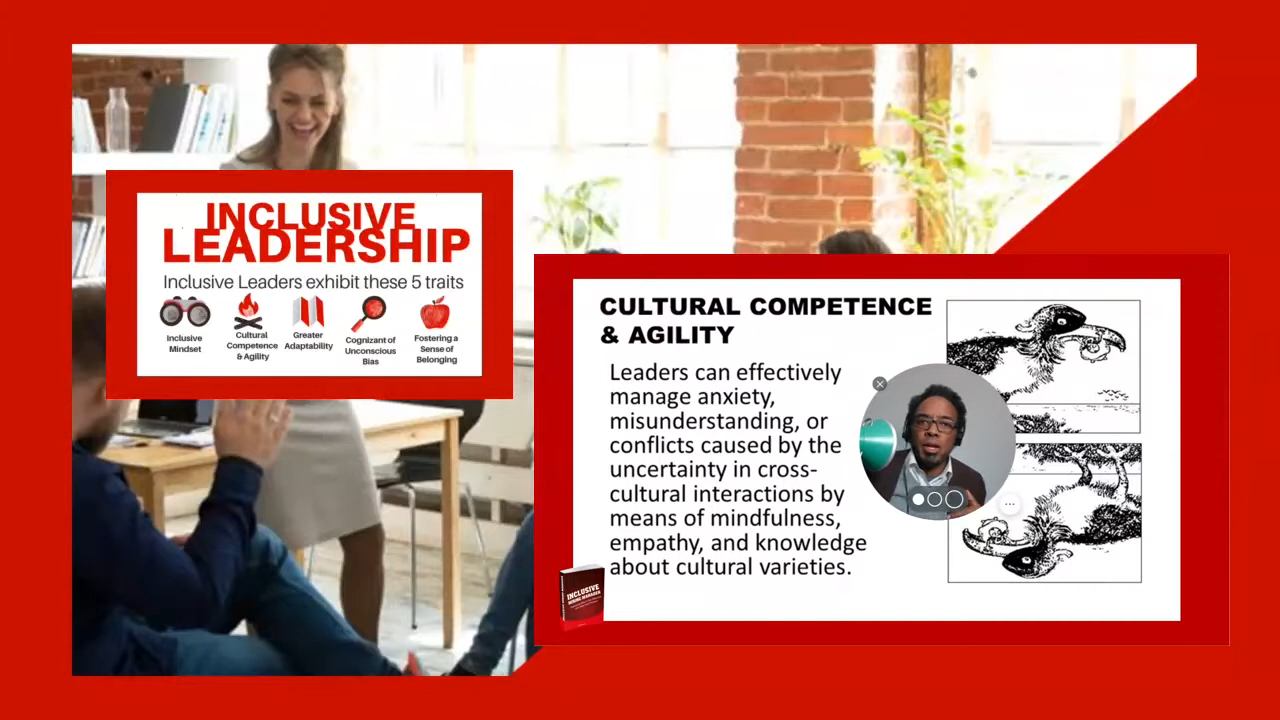 INCLUSIVE
LEADERSHIP
Inclusive Leaders exhibit these 5 traits
Inclusive
Mindset
Cultural
Competence
& Agility
Greater
Adaptability
Cognizant of
Unconscious
Bias
Fostering a
Sense of
Belonging
CULTURAL COMPETENCE
& AGILITY
Leaders can effectively
manage anxiety,
misunderstanding, or
conflicts caused by the
uncertainty in cross-
cultural interactions by
means of mindfulness,
empathy, and knowledge
about cultural varieties.
INCLUSIVE
HIRING MANAGER